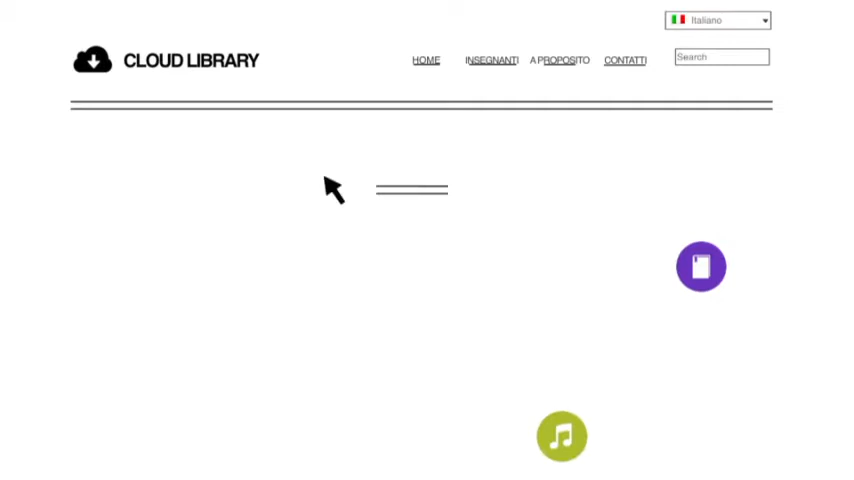 Italiano
CLOUD LIBRARY
HOME INSEGNANTI A PROPOSITO CONTATTI
Search